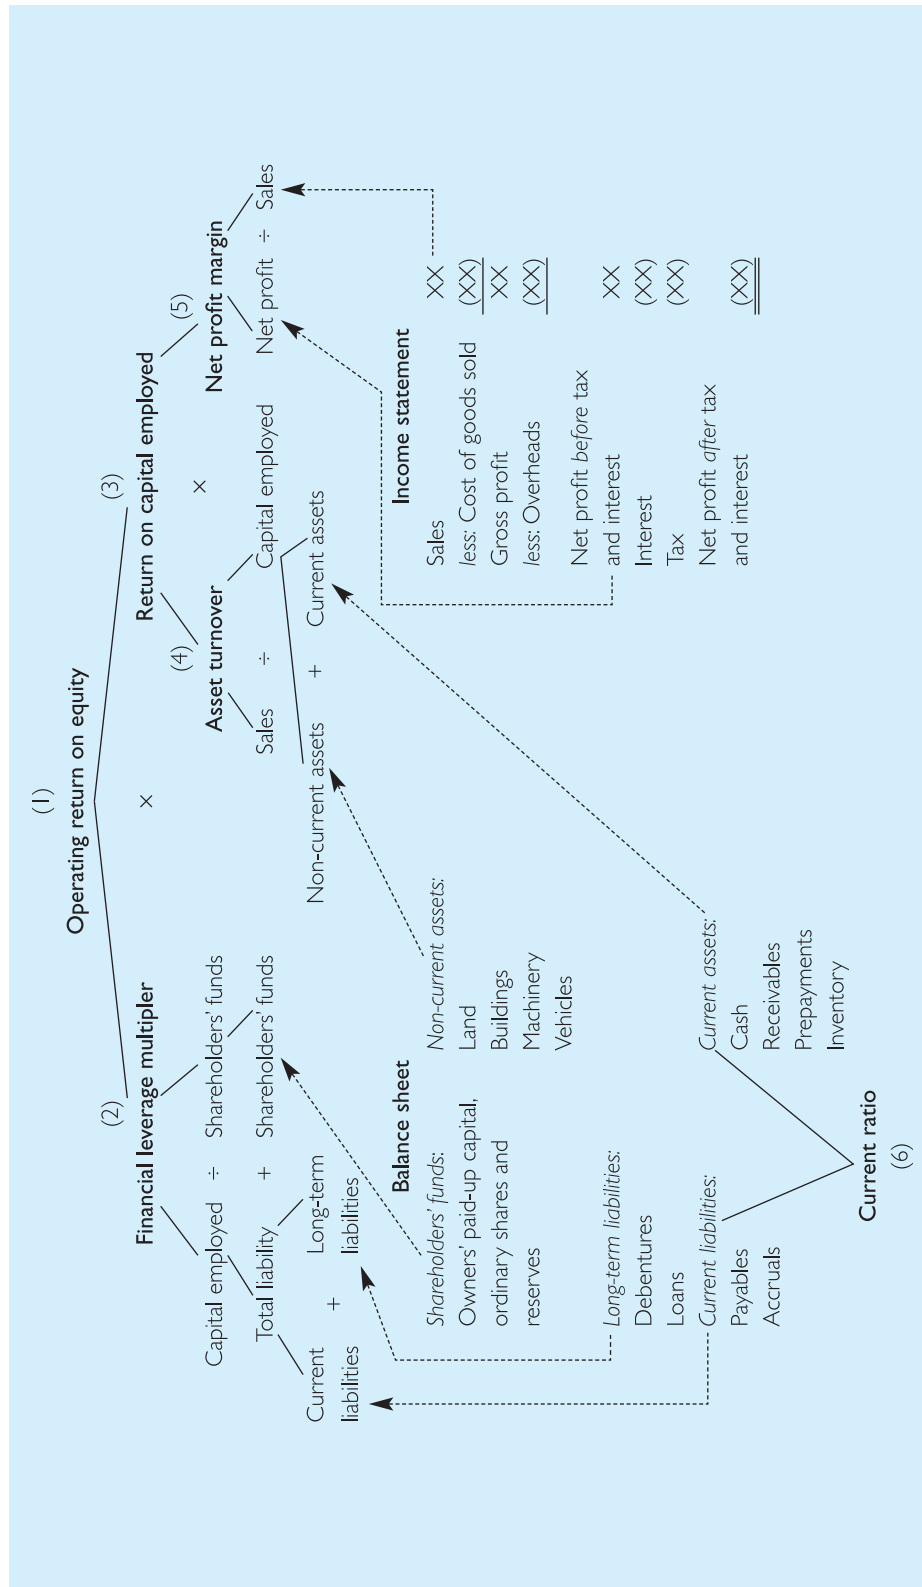 (1)
Operating return on equity
(2)
(3)
Financial leverage multipler
×
Return on capital employed
(4)
(5)
Capital employed ÷ Shareholders' funds
Asset turnover
×
Net profit margin
Total liability + Shareholders' funds
Sales ÷ Capital employed
Net profit ÷ Sales
Current
liabilities
+
Long-term
liabilities
Non-current assets + Current assets
Balance sheet
Income statement
Shareholders' funds:
Owners' paid-up capital,
ordinary shares and
reserves
Non-current assets:
Land
Buildings
Machinery
Vehicles
Long-term liabilities:
Debentures
Loans
Current liabilities:
Payables
Accruals
Current assets:
Cash
Receivables
Prepayments
Inventory
Sales XX
less: Cost of goods sold (XX)
Gross profit XX
less: Overheads (XX)
Net profit before tax
and interest XX
Interest (XX)
Tax (XX)
Net profit after tax
and interest (XX)
Current ratio
(6)